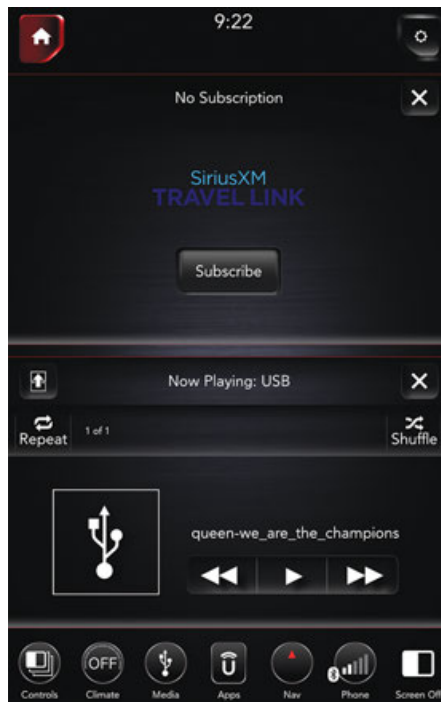 9:22
No Subscription
SiriusXM
TRAVEL LINK
Subscribe
Now Playing: USB
Repeat
1 of 1
Shuffle
queen-we_are_the_champions
OFF
Controls
Climate
Media
Apps
Nav
Phone
Screen Off